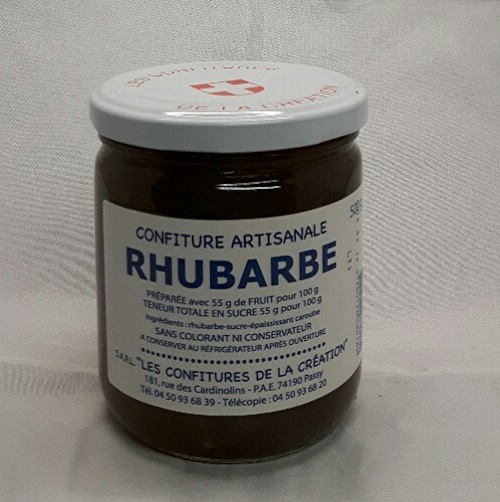 LES CONFITURES
DE LA CRÉATION
CONFITURE ARTISANALE
RHUBARBE
PRÉPARÉE avec 55 g de FRUIT pour 100 g
TENEUR TOTALE EN SUCRE 55 g pour 100 g
Ingrédients : rhubarbe-sucre-épaississant caroube
SANS COLORANT NI CONSERVATEUR
A CONSERVER AU RÉFRIGÉRATEUR APRÈS OUVERTURE
S.A.R.L. "LES CONFITURES DE LA CRÉATION"
181, rue des Cardinolins - P.A.E. 74190 Passy
Tél. 04 50 93 68 39 - Télécopie : 04 50 93 68 20